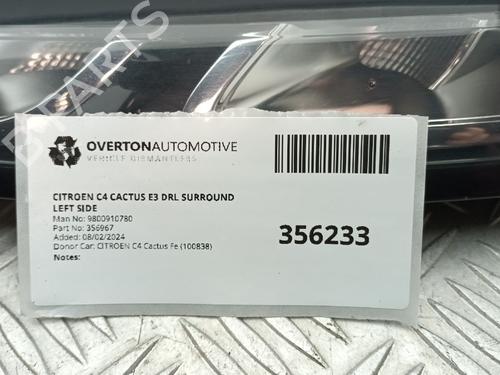 OVERTONAUTOMOTIVE
VEHICLE DISMANTLERS
CITROEN C4 CACTUS E3 DRL SURROUND
LEFT SIDE
Man No: 9800910780
Part No: 356967
Added: 08/02/2024
Donor Car: CITROEN C4 Cactus Fe (100838)
Notes:
356233